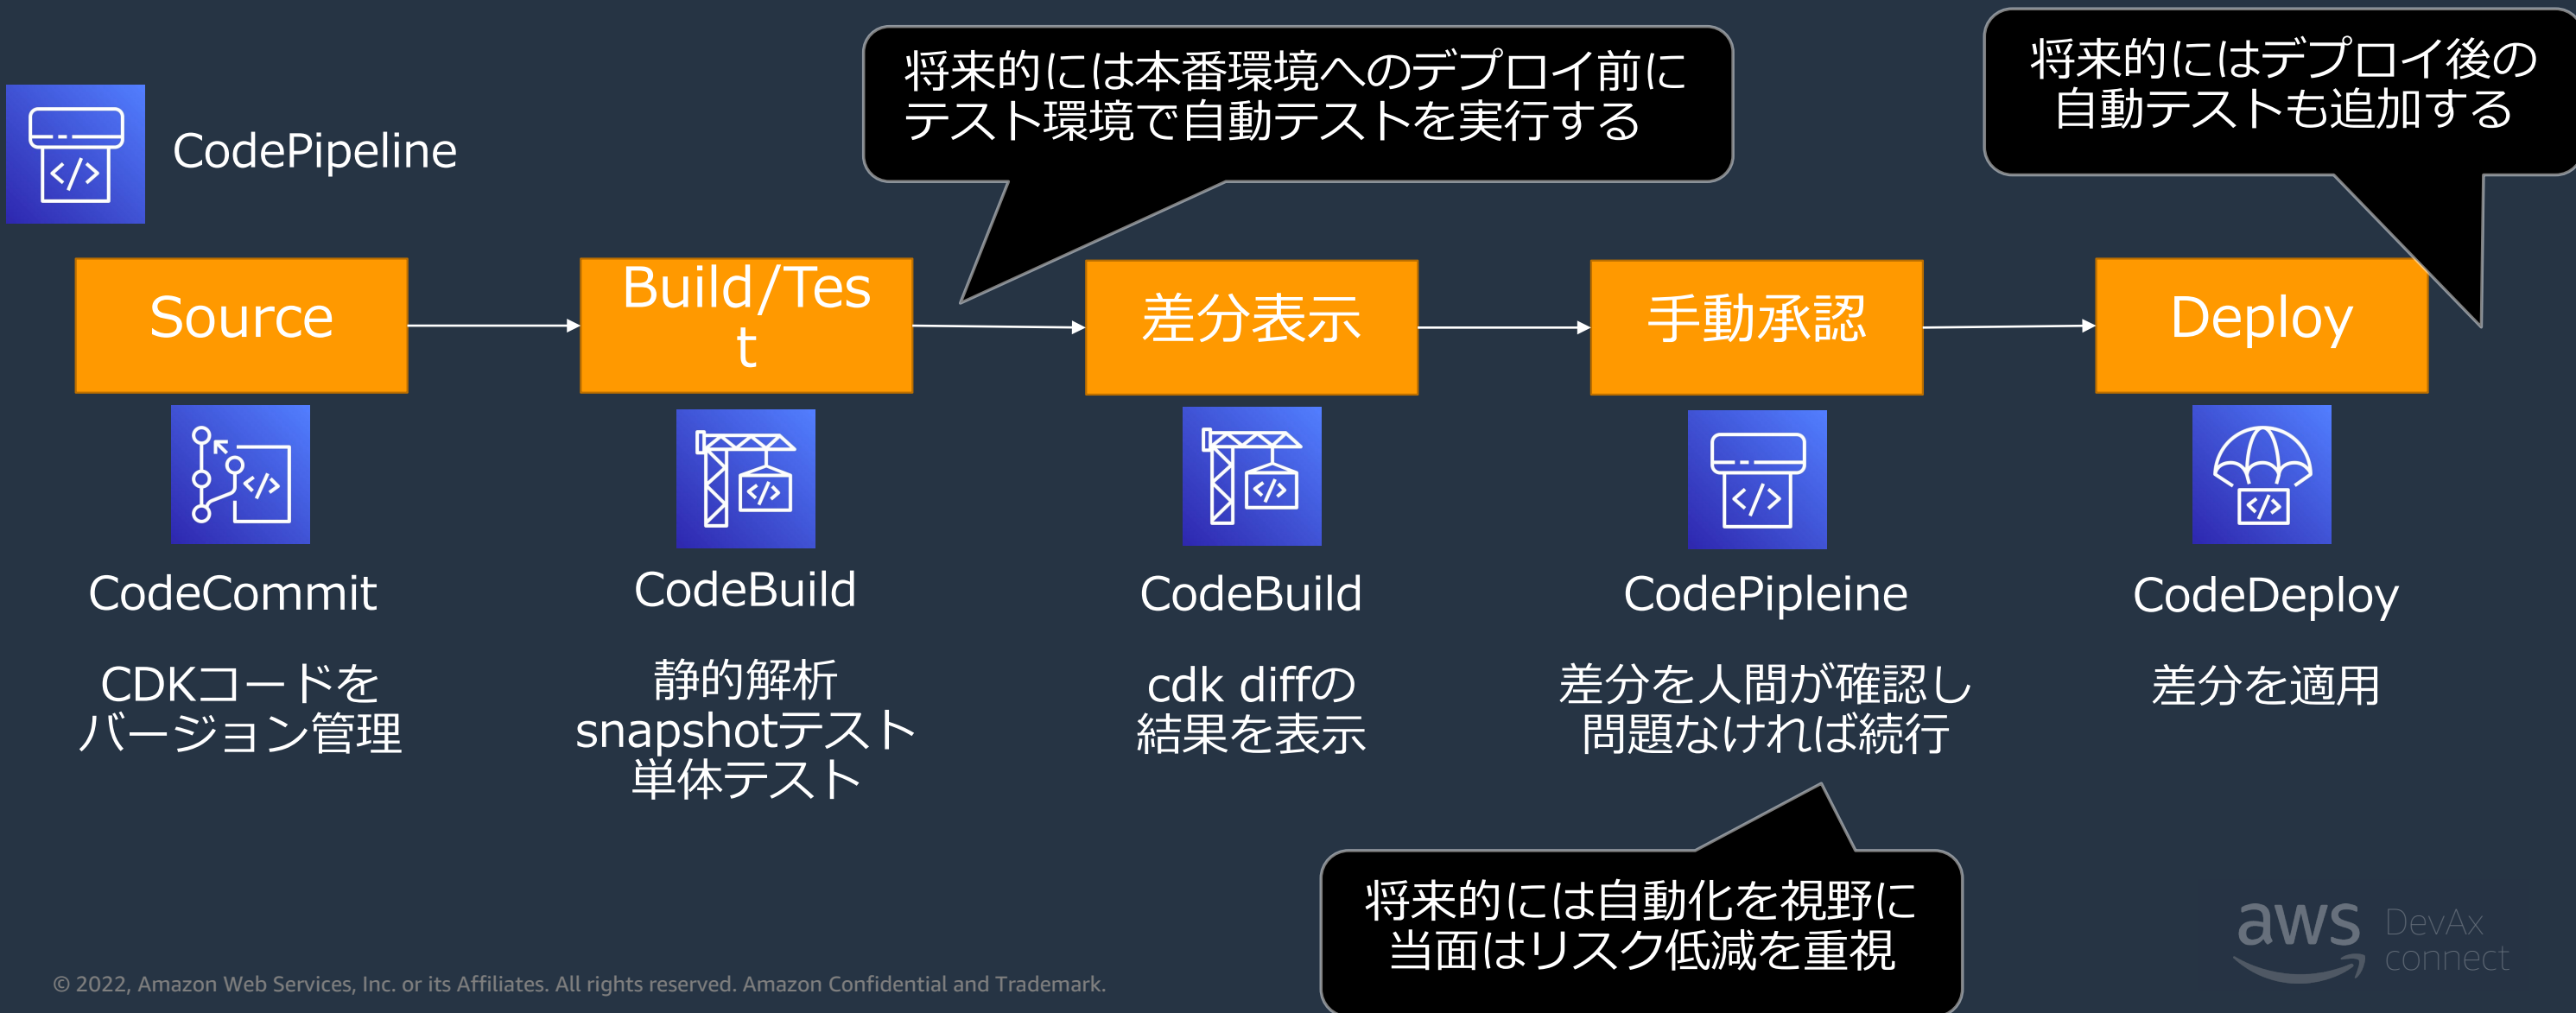 将来的には本番環境へのデプロイ前に
テスト環境で自動テストを実行する
将来的にはデプロイ後の
自動テストも追加する
CodePipeline
Source
Build/Tes
t
差分表示
手動承認
Deploy
CodeCommit
CodeBuild
CodeBuild
CodePipleine
CodeDeploy
CDKコードを
バージョン管理
静的解析
snapshotテスト
単体テスト
cdk diffの
結果を表示
差分を人間が確認し
問題なければ続行
差分を適用
将来的には自動化を視野に
当面はリスク低減を重視
aws
DevAx
connect
© 2022, Amazon Web Services, Inc. or its Affiliates. All rights reserved. Amazon Confidential and Trademark.